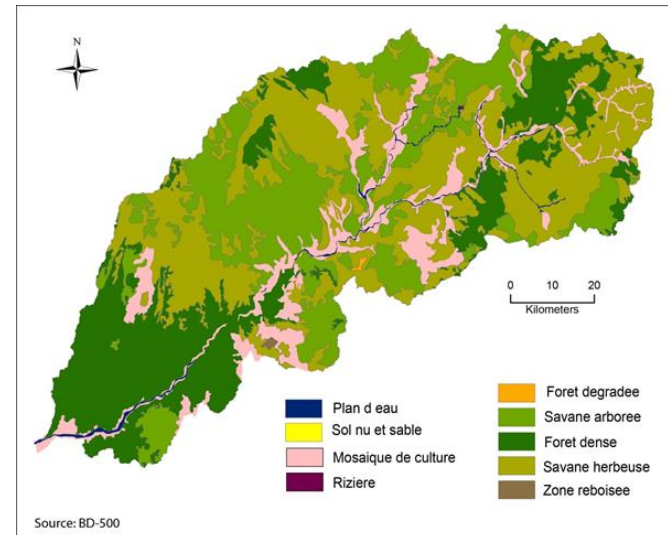 N
0 10 20
Kilometers
Plan d eau
Sol nu et sable
Mosaique de culture
Riziere
Foret degradee
Savane arboree
Foret dense
Savane herbeuse
Zone reboisee
Source: BD-500